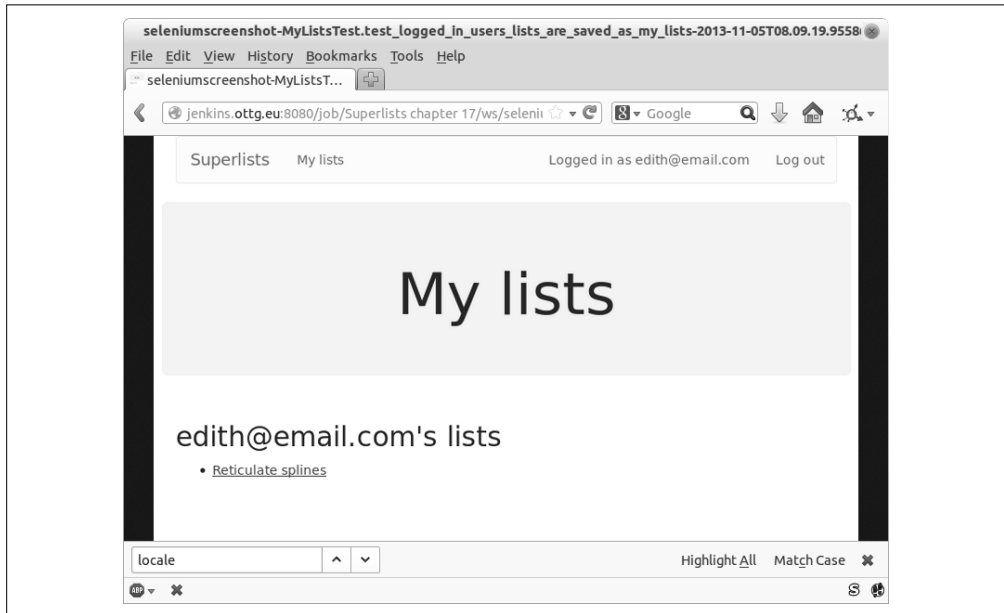 seleniumscreenshot-MyListsTest.test_logged_in_users_lists_are_saved_as_my_lists-2013-11-05T08.09.19.9558
File Edit View History Bookmarks Tools Help
seleniumscreenshot-MyListsT...
jenkins.ottg.eu:8080/job/Superlists chapter 17/ws/seleni 8 Google
Superlists My lists Logged in as edith@email.com Log out
My lists
edith@email.com's lists
• Reticulate splines
locale Highlight All Match Case
ABP S